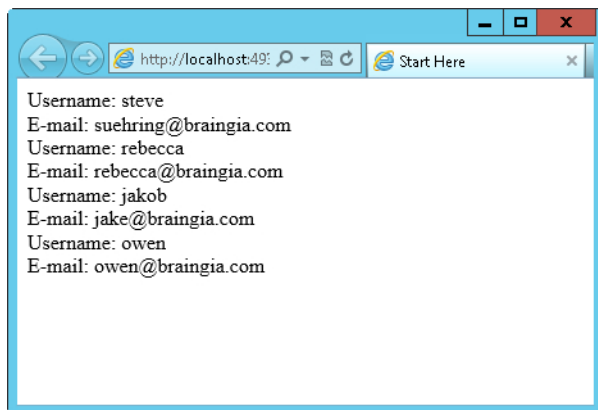 http://localhost:49
Start Here
Username: steve
E-mail: suehring@braingia.com
Username: rebecca
E-mail: rebecca@braingia.com
Username: jakob
E-mail: jake@braingia.com
Username: owen
E-mail: owen@braingia.com